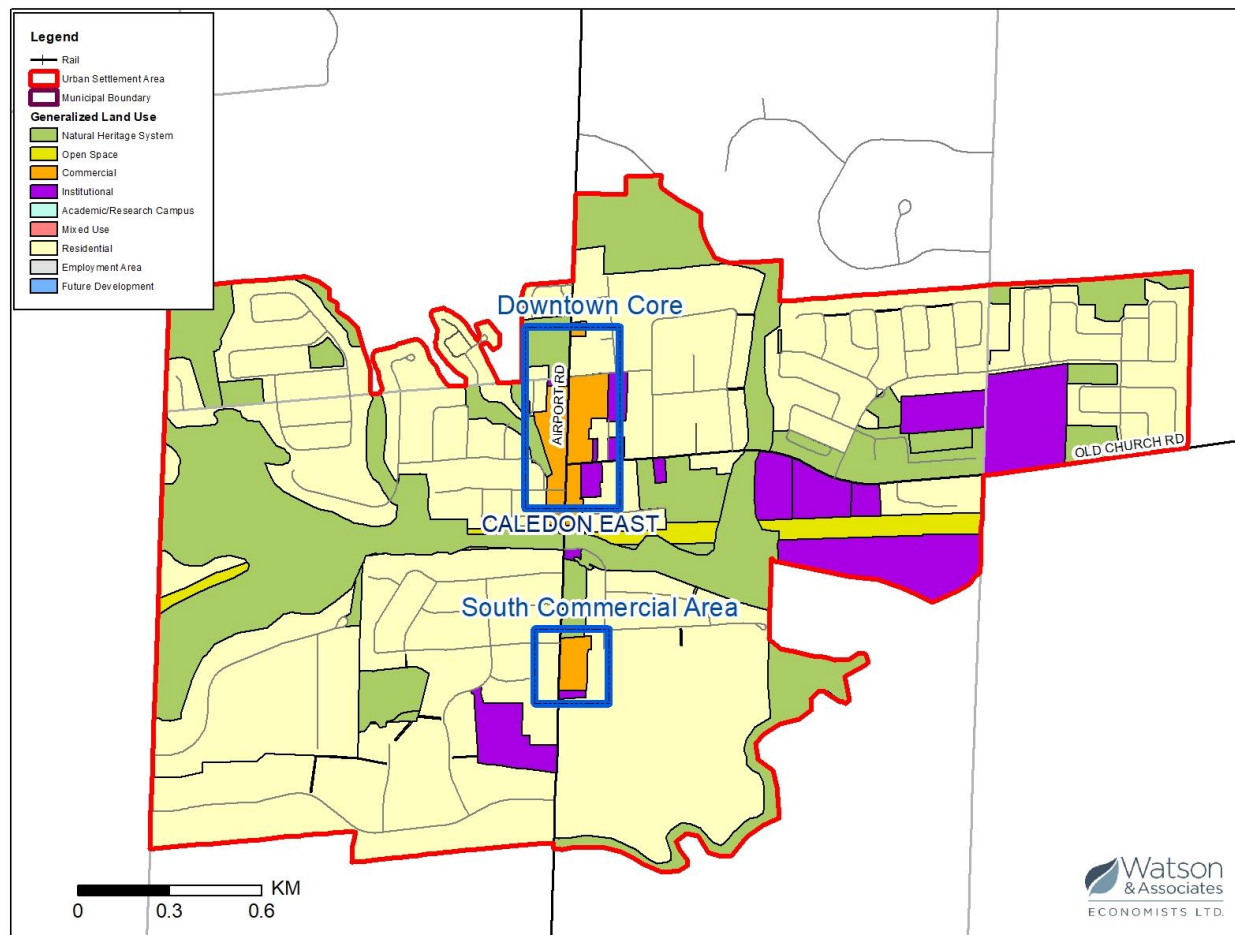 Legend
Rail
Urban Settlement Area
Municipal Boundary
Generalized Land Use
Natural Heritage System
Open Space
Commercial
Institutional
Academic/Research Campus
Mixed Use
Residential
Employment Area
Future Development
Downtown Core
AIRPORT RD
OLD CHURCH RD
CALEDON EAST
South Commercial Area
KM
0 0.3 0.6
Watson
& Associates
ECONOMISTS LTD.